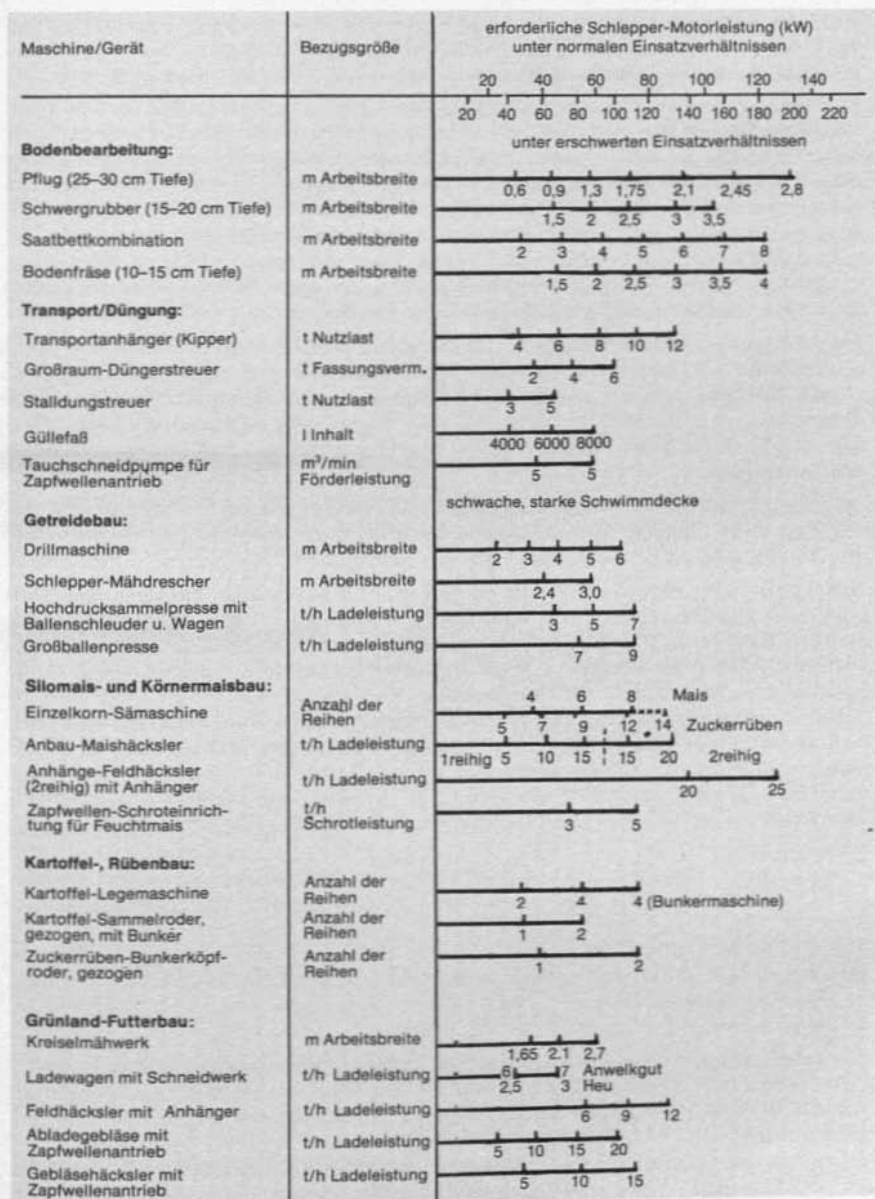 Maschine/Gerät Bezugsgröße erforderliche Schlepper-Motorleistung (kW)
unter normalen Einsatzverhältnissen
20 40 60 80 100 120 140
20 40 60 80 100 120 140 160 180 200 220
unter erschwerten Einsatzverhältnissen
Bodenbearbeitung:
Pflug (25–30 cm Tiefe) m Arbeitsbreite
0,6 0,9 1,3 1,75 2,1 2,45 2,8
Schwergrubber (15–20 cm Tiefe) m Arbeitsbreite
1,5 2 2,5 3 3,5
Saatbettkombination m Arbeitsbreite
2 3 4 5 6 7 8
Bodenfräse (10–15 cm Tiefe) m Arbeitsbreite
1,5 2 2,5 3 3,5 4
Transport/Düngung:
Transportanhänger (Kipper) t Nutzlast
4 6 8 10 12
Großraum-Düngerstreuer t Fassungsverm.
2 4 6
Stalldungstreuer t Nutzlast
3 5
Güllefaß l Inhalt
4000 6000 8000
Tauchschneidpumpe für m³/min
Zapfwellenantrieb Förderleistung
5 5
schwache, starke Schwimmdecke
Getreidebau:
Drillmaschine m Arbeitsbreite
2 3 4 5 6
Schlepper-Mähdrescher m Arbeitsbreite
2,4 3,0
Hochdrucksammelpresse mit t/h Ladeleistung
Ballenschleuder u. Wagen
3 5 7
Großballenpresse t/h Ladeleistung
7 9
Silomais- und Körnermaisbau:
4 6 8 Mais
Einzelkorn-Sämaschine Anzahl der
Reihen
5 7 9 12 14 Zuckerrüben
Anbau-Maishäcksler t/h Ladeleistung
1reihig 5 10 15 15 20 2reihig
Anhänge-Feldhäcksler t/h Ladeleistung
(2reihig) mit Anhänger
20 25
Zapfwellen-Schroteinrich- t/h
tung für Feuchtmais Schrotleistung
3 5
Kartoffel-, Rübenbau:
Kartoffel-Legemaschine Anzahl der
Reihen
2 4 4 (Bunkermaschine)
Kartoffel-Sammelroder, Anzahl der
gezogen, mit Bunker Reihen
1 2
Zuckerrüben-Bunkerköpf- Anzahl der
roder, gezogen Reihen
1 2
Grünland-Futterbau:
Kreiselmähwerk m Arbeitsbreite
1,65 2.1 2,7
Ladewagen mit Schneidwerk t/h Ladeleistung
6 7 Anwelkgut
2,5 3 Heu
Feldhäcksler mit Anhänger t/h Ladeleistung
6 9 12
Abladegebläse mit t/h Ladeleistung
Zapfwellenantrieb
5 10 15 20
Gebläsehäcksler mit t/h Ladeleistung
Zapfwellenantrieb
5 10 15